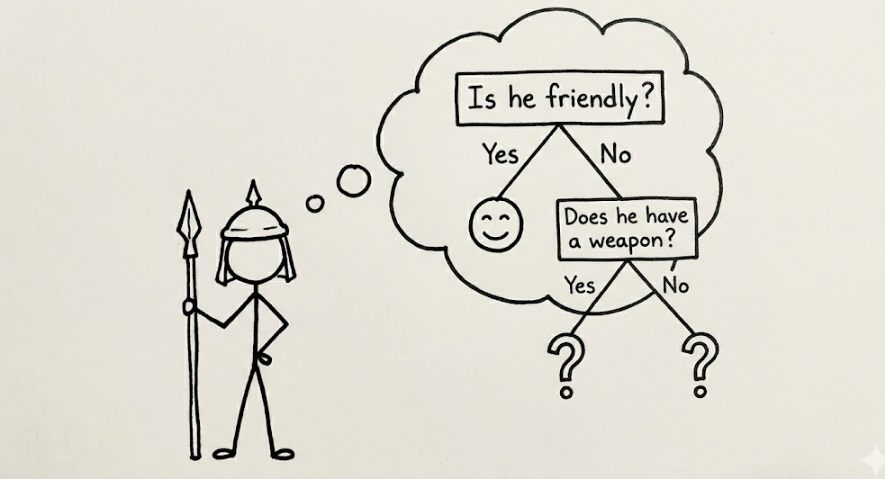 Is he friendly?
Yes
No
Does he have
a weapon?
Yes
No
?
?